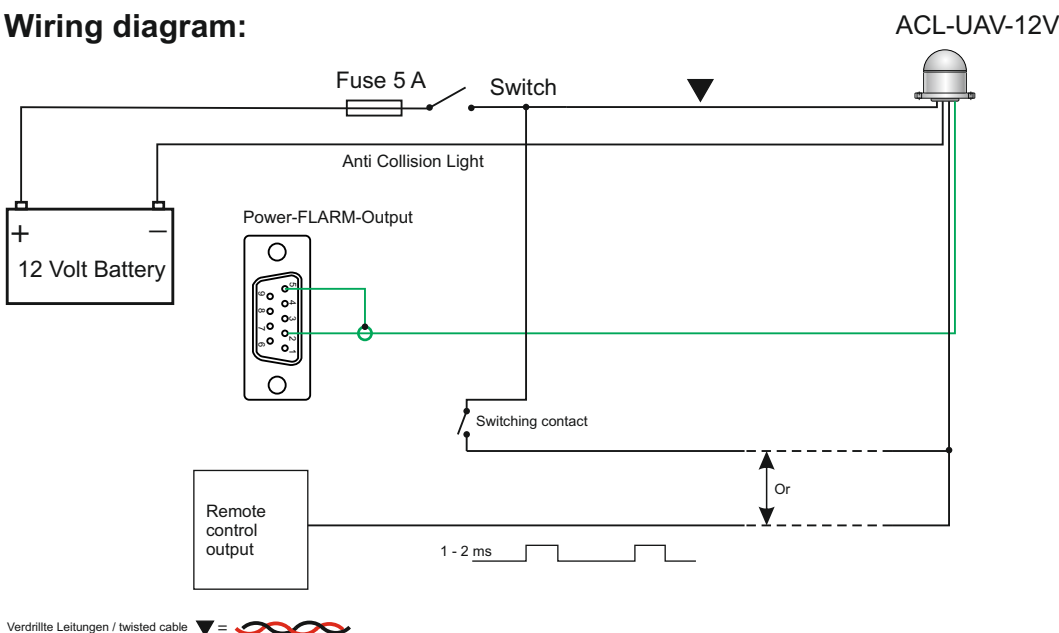 Wiring diagram:
ACL-UAV-12V
Fuse 5 A
Switch
Anti Collision Light
+
−
12 Volt Battery
Power-FLARM-Output
5
9
4
8
3
7
2
6
1
Switching contact
Or
Remote
control
output
1 - 2 ms
Verdrillte Leitungen / twisted cable ▼ =